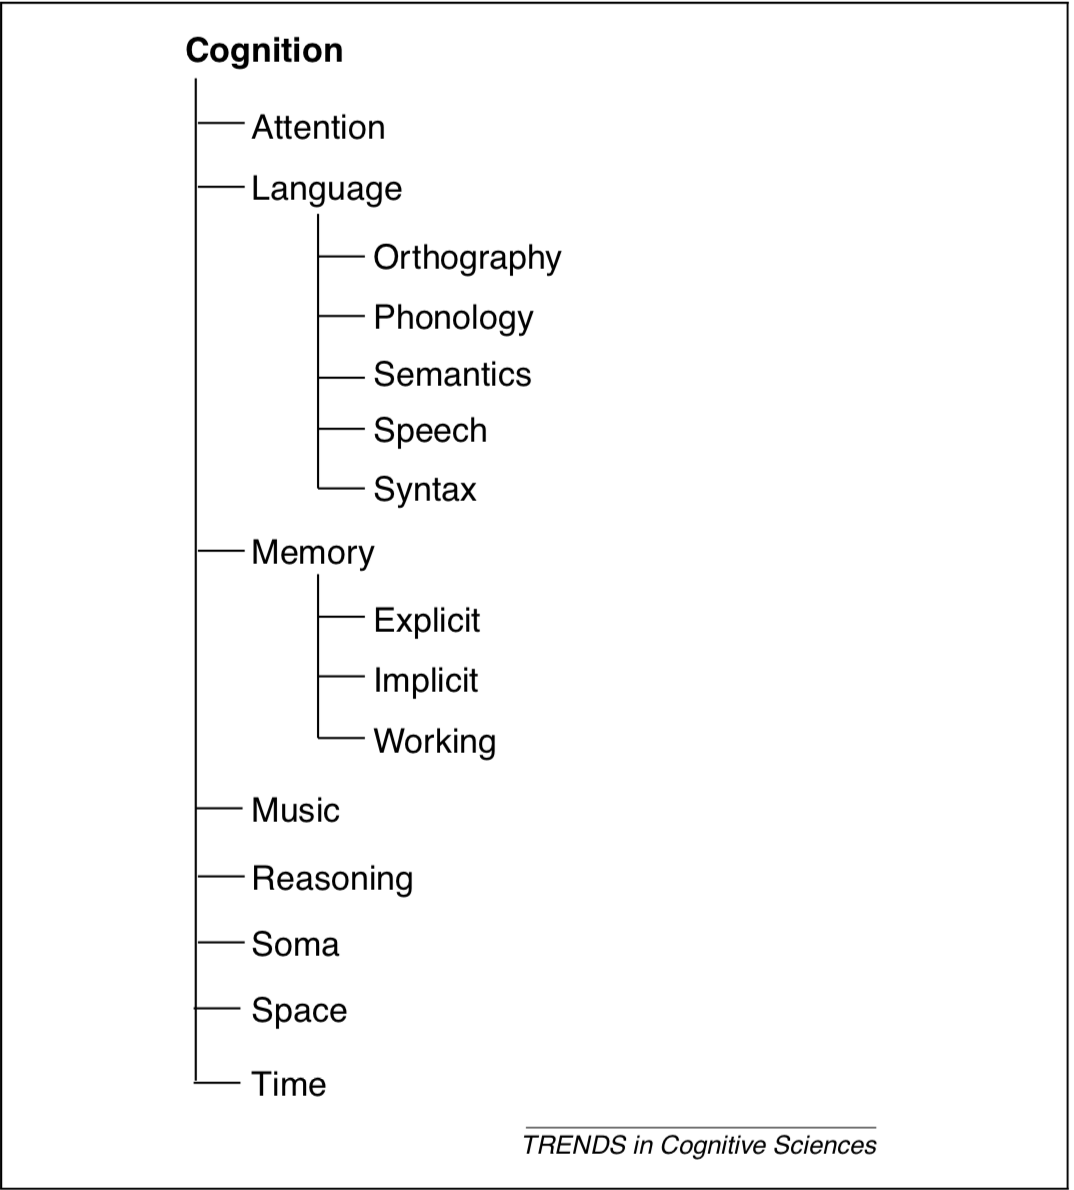 Cognition
Attention
Language
Orthography
Phonology
Semantics
Speech
Syntax
Memory
Explicit
Implicit
Working
Music
Reasoning
Soma
Space
Time
TRENDS in Cognitive Sciences